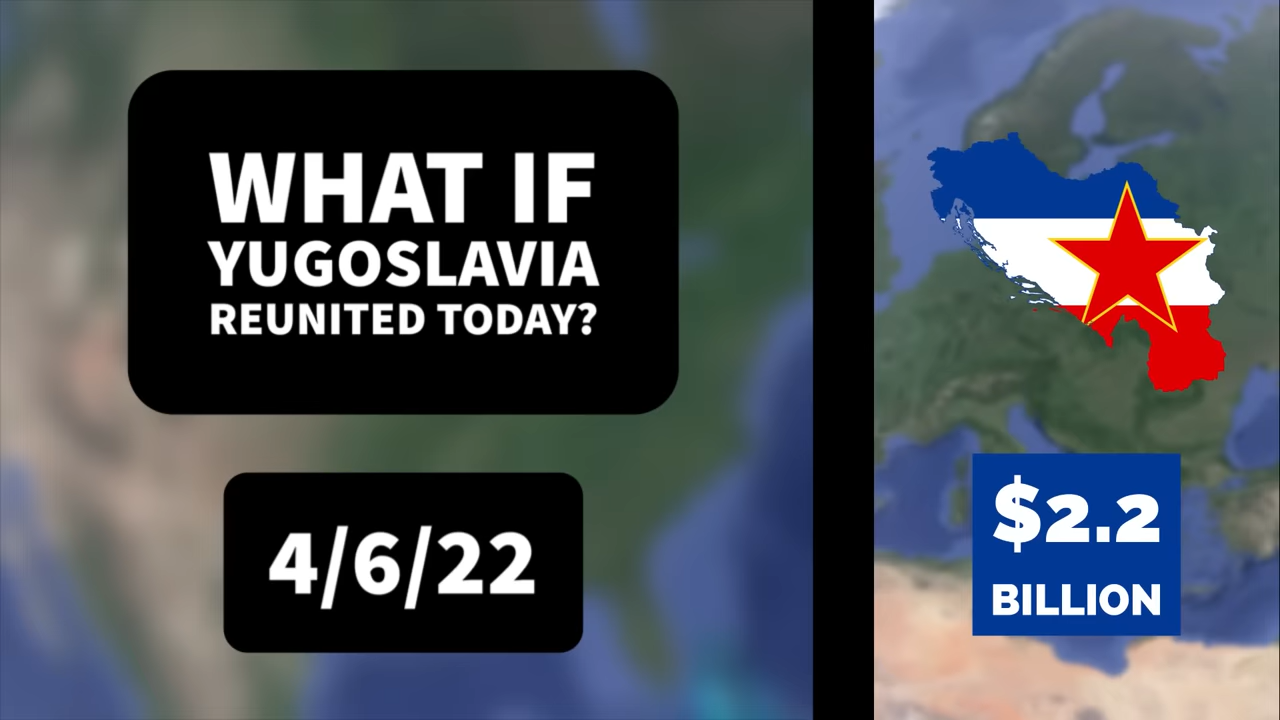 WHAT IF
YUGOSLAVIA
REUNITED TODAY?
4/6/22
$2.2
BILLION